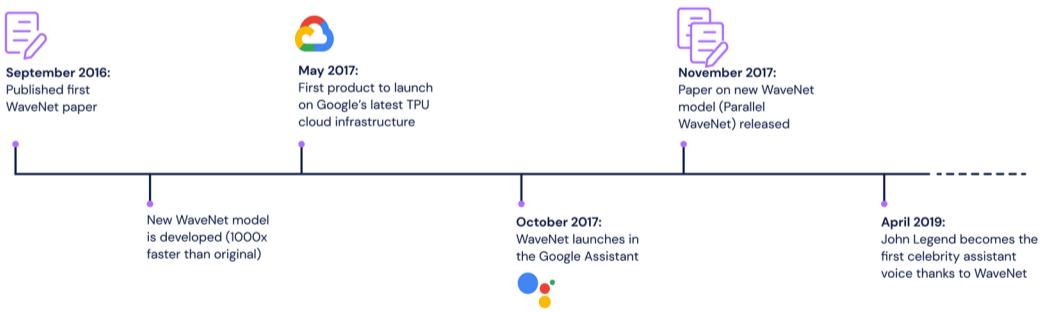 September 2016:
Published first
WaveNet paper
New WaveNet model
is developed (1000x
faster than original)
May 2017:
First product to launch
on Google's latest TPU
cloud infrastructure
October 2017:
WaveNet launches in
the Google Assistant
November 2017:
Paper on new WaveNet
model (Parallel
WaveNet) released
April 2019:
John Legend becomes the
first celebrity assistant
voice thanks to WaveNet